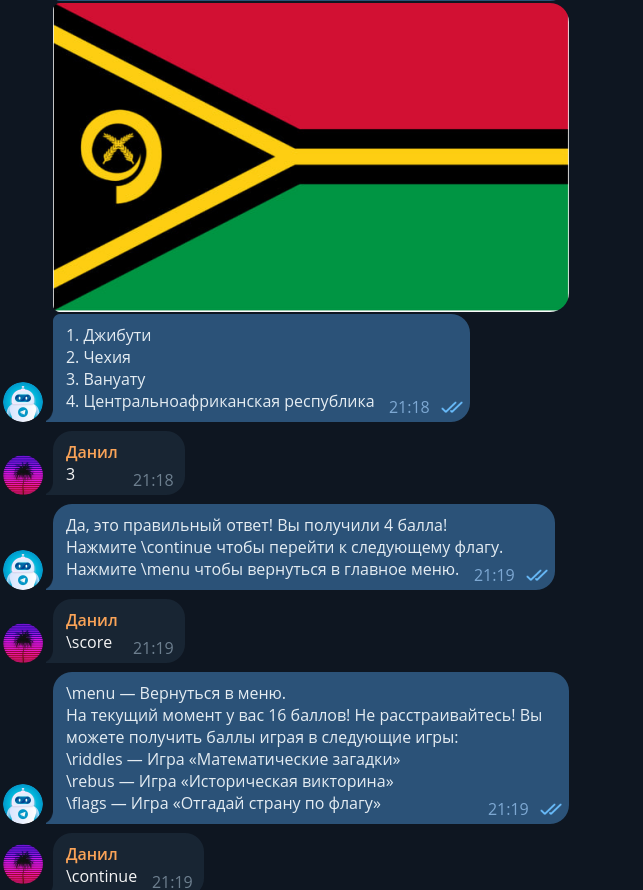 1. Джибути
2. Чехия
3. Вануату
4. Центральноафриканская республика 21:18
Данил
3 21:18
Да, это правильный ответ! Вы получили 4 балла!
Нажмите \continue чтобы перейти к следующему флагу.
Нажмите \menu чтобы вернуться в главное меню. 21:19
Данил
\score 21:19
\menu — Вернуться в меню.
На текущий момент у вас 16 баллов! Не расстраивайтесь! Вы
можете получить баллы играя в следующие игры:
\riddles — Игра «Математические загадки»
\rebus — Игра «Историческая викторина»
\flags — Игра «Отгадай страну по флагу» 21:19
Данил
\continue 21:19